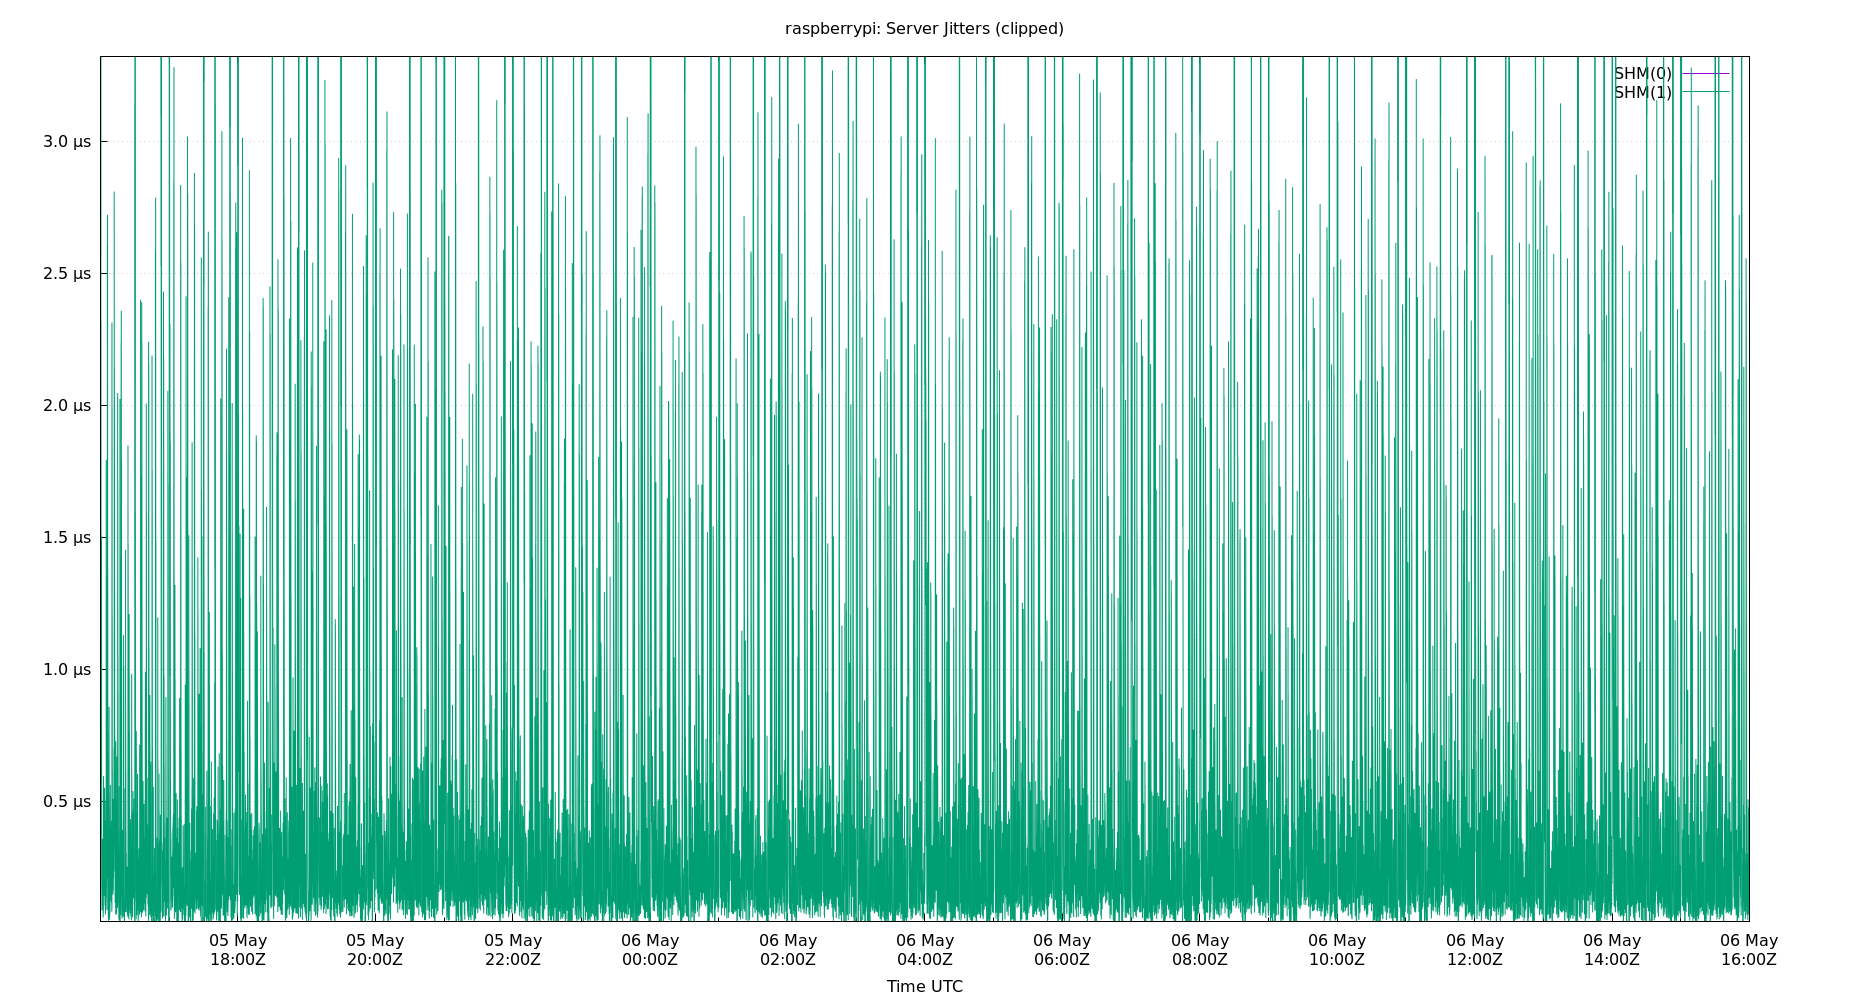 raspberrypi: Server Jitters (clipped)
SHM(0)
SHM(1)
3.0 µs
2.5 µs
2.0 µs
1.5 µs
1.0 µs
0.5 µs
05 May 05 May 05 May 06 May 06 May 06 May 06 May 06 May 06 May 06 May 06 May 06 May
18:00Z 20:00Z 22:00Z 00:00Z 02:00Z 04:00Z 06:00Z 08:00Z 10:00Z 12:00Z 14:00Z 16:00Z
Time UTC